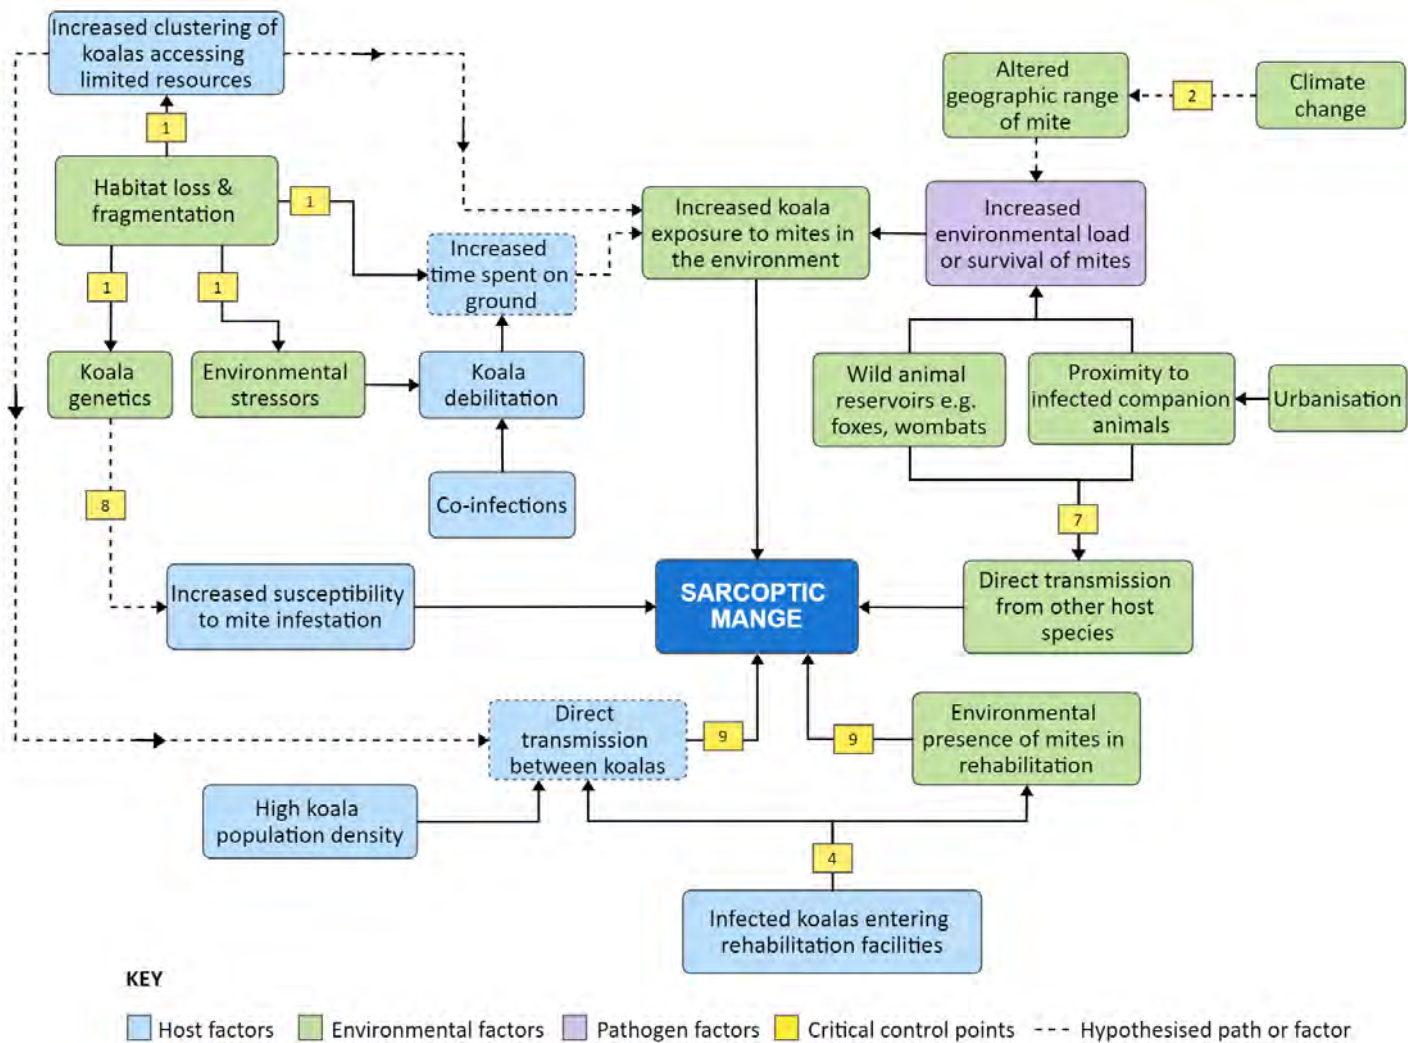 Increased clustering of
koalas accessing
limited resources
Altered
geographic range
of mite
2
Climate
change
1
Habitat loss &
fragmentation
1
Increased koala
exposure to mites in
the environment
Increased
environmental load
or survival of mites
Increased
time spent on
ground
1
1
Koala
genetics
Environmental
stressors
Koala
debilitation
Wild animal
reservoirs e.g.
foxes, wombats
Proximity to
infected companion
animals
Urbanisation
8
Co-infections
7
Increased susceptibility
to mite infestation
SARCOPTIC
MANGE
Direct transmission
from other host
species
Direct
transmission
between koalas
9
9
Environmental
presence of mites in
rehabilitation
High koala
population density
4
Infected koalas entering
rehabilitation facilities
KEY
Host factors
Environmental factors
Pathogen factors
Critical control points
Hypothesised path or factor